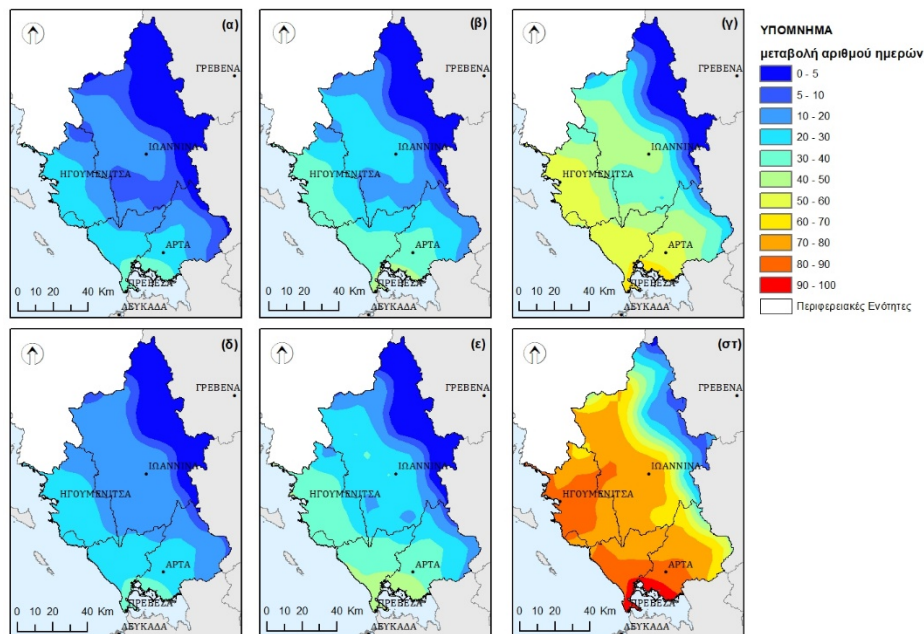 (α)
ΓΡΕΒΕΝΑ
ΙΩΑΝΝΙΝΑ
ΗΓΟΥΜΕΝΙΤΣΑ
ΑΡΤΑ
ΠΡΕΒΕΖΑ
ΛΕΥΚΑΔΑ
0 10 20 40 Km
(β)
ΓΡΕΒΕΝΑ
ΙΩΑΝΝΙΝΑ
ΗΓΟΥΜΕΝΙΤΣΑ
ΑΡΤΑ
ΠΡΕΒΕΖΑ
ΛΕΥΚΑΔΑ
0 10 20 40 Km
(γ)
ΓΡΕΒΕΝΑ
ΙΩΑΝΝΙΝΑ
ΗΓΟΥΜΕΝΙΤΣΑ
ΑΡΤΑ
ΠΡΕΒΕΖΑ
ΛΕΥΚΑΔΑ
0 10 20 40 Km
ΥΠΟΜΝΗΜΑ
μεταβολή αριθμού ημερών
0 - 5
5 - 10
10 - 20
20 - 30
30 - 40
40 - 50
50 - 60
60 - 70
70 - 80
80 - 90
90 - 100
Περιφερειακές Ενότητες
(δ)
ΓΡΕΒΕΝΑ
ΙΩΑΝΝΙΝΑ
ΗΓΟΥΜΕΝΙΤΣΑ
ΑΡΤΑ
ΠΡΕΒΕΖΑ
ΛΕΥΚΑΔΑ
0 10 20 40 Km
(ε)
ΓΡΕΒΕΝΑ
ΙΩΑΝΝΙΝΑ
ΗΓΟΥΜΕΝΙΤΣΑ
ΑΡΤΑ
ΠΡΕΒΕΖΑ
ΛΕΥΚΑΔΑ
0 10 20 40 Km
(στ)
ΓΡΕΒΕΝΑ
ΙΩΑΝΝΙΝΑ
ΗΓΟΥΜΕΝΙΤΣΑ
ΑΡΤΑ
ΠΡΕΒΕΖΑ
ΛΕΥΚΑΔΑ
0 10 20 40 Km